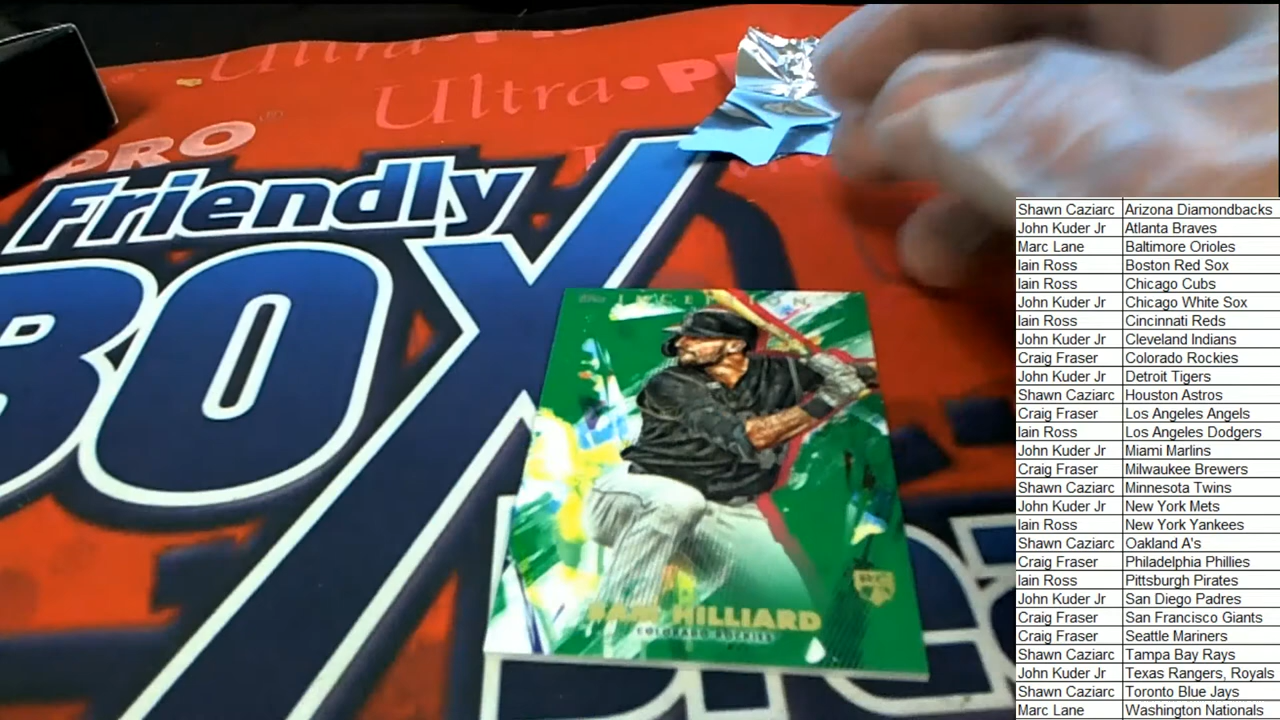 Ultra
Ultra•P
PRO
Friendly
BOX
INCEPTION
RC
SAM HILLIARD
COLORADO ROCKIES
Shawn Caziarc Arizona Diamondbacks
John Kuder Jr Atlanta Braves
Marc Lane Baltimore Orioles
Iain Ross Boston Red Sox
Iain Ross Chicago Cubs
John Kuder Jr Chicago White Sox
Iain Ross Cincinnati Reds
John Kuder Jr Cleveland Indians
Craig Fraser Colorado Rockies
John Kuder Jr Detroit Tigers
Shawn Caziarc Houston Astros
Craig Fraser Los Angeles Angels
Iain Ross Los Angeles Dodgers
John Kuder Jr Miami Marlins
Craig Fraser Milwaukee Brewers
Shawn Caziarc Minnesota Twins
John Kuder Jr New York Mets
Iain Ross New York Yankees
Shawn Caziarc Oakland A's
Craig Fraser Philadelphia Phillies
Iain Ross Pittsburgh Pirates
John Kuder Jr San Diego Padres
Craig Fraser San Francisco Giants
Craig Fraser Seattle Mariners
Shawn Caziarc Tampa Bay Rays
John Kuder Jr Texas Rangers, Royals
Shawn Caziarc Toronto Blue Jays
Marc Lane Washington Nationals